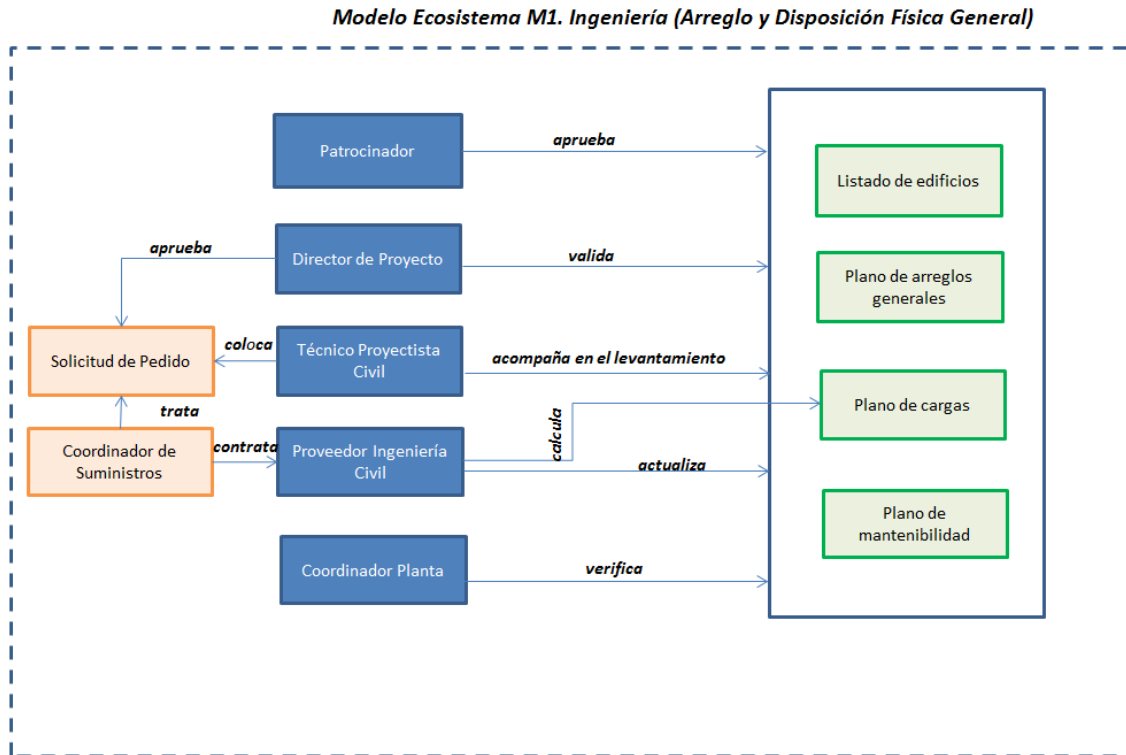 Modelo Ecosistema M1. Ingeniería (Arreglo y Disposición Física General)
Patrocinador
aprueba
Listado de edificios
aprueba
Director de Proyecto
valida
Plano de arreglos
generales
Solicitud de Pedido
coloca
Técnico Proyectista
Civil
acompaña en el levantamiento
Plano de cargas
trata
calcula
Coordinador de
Suministros
contrata
Proveedor Ingeniería
Civil
actualiza
Plano de
mantenibilidad
Coordinador Planta
verifica